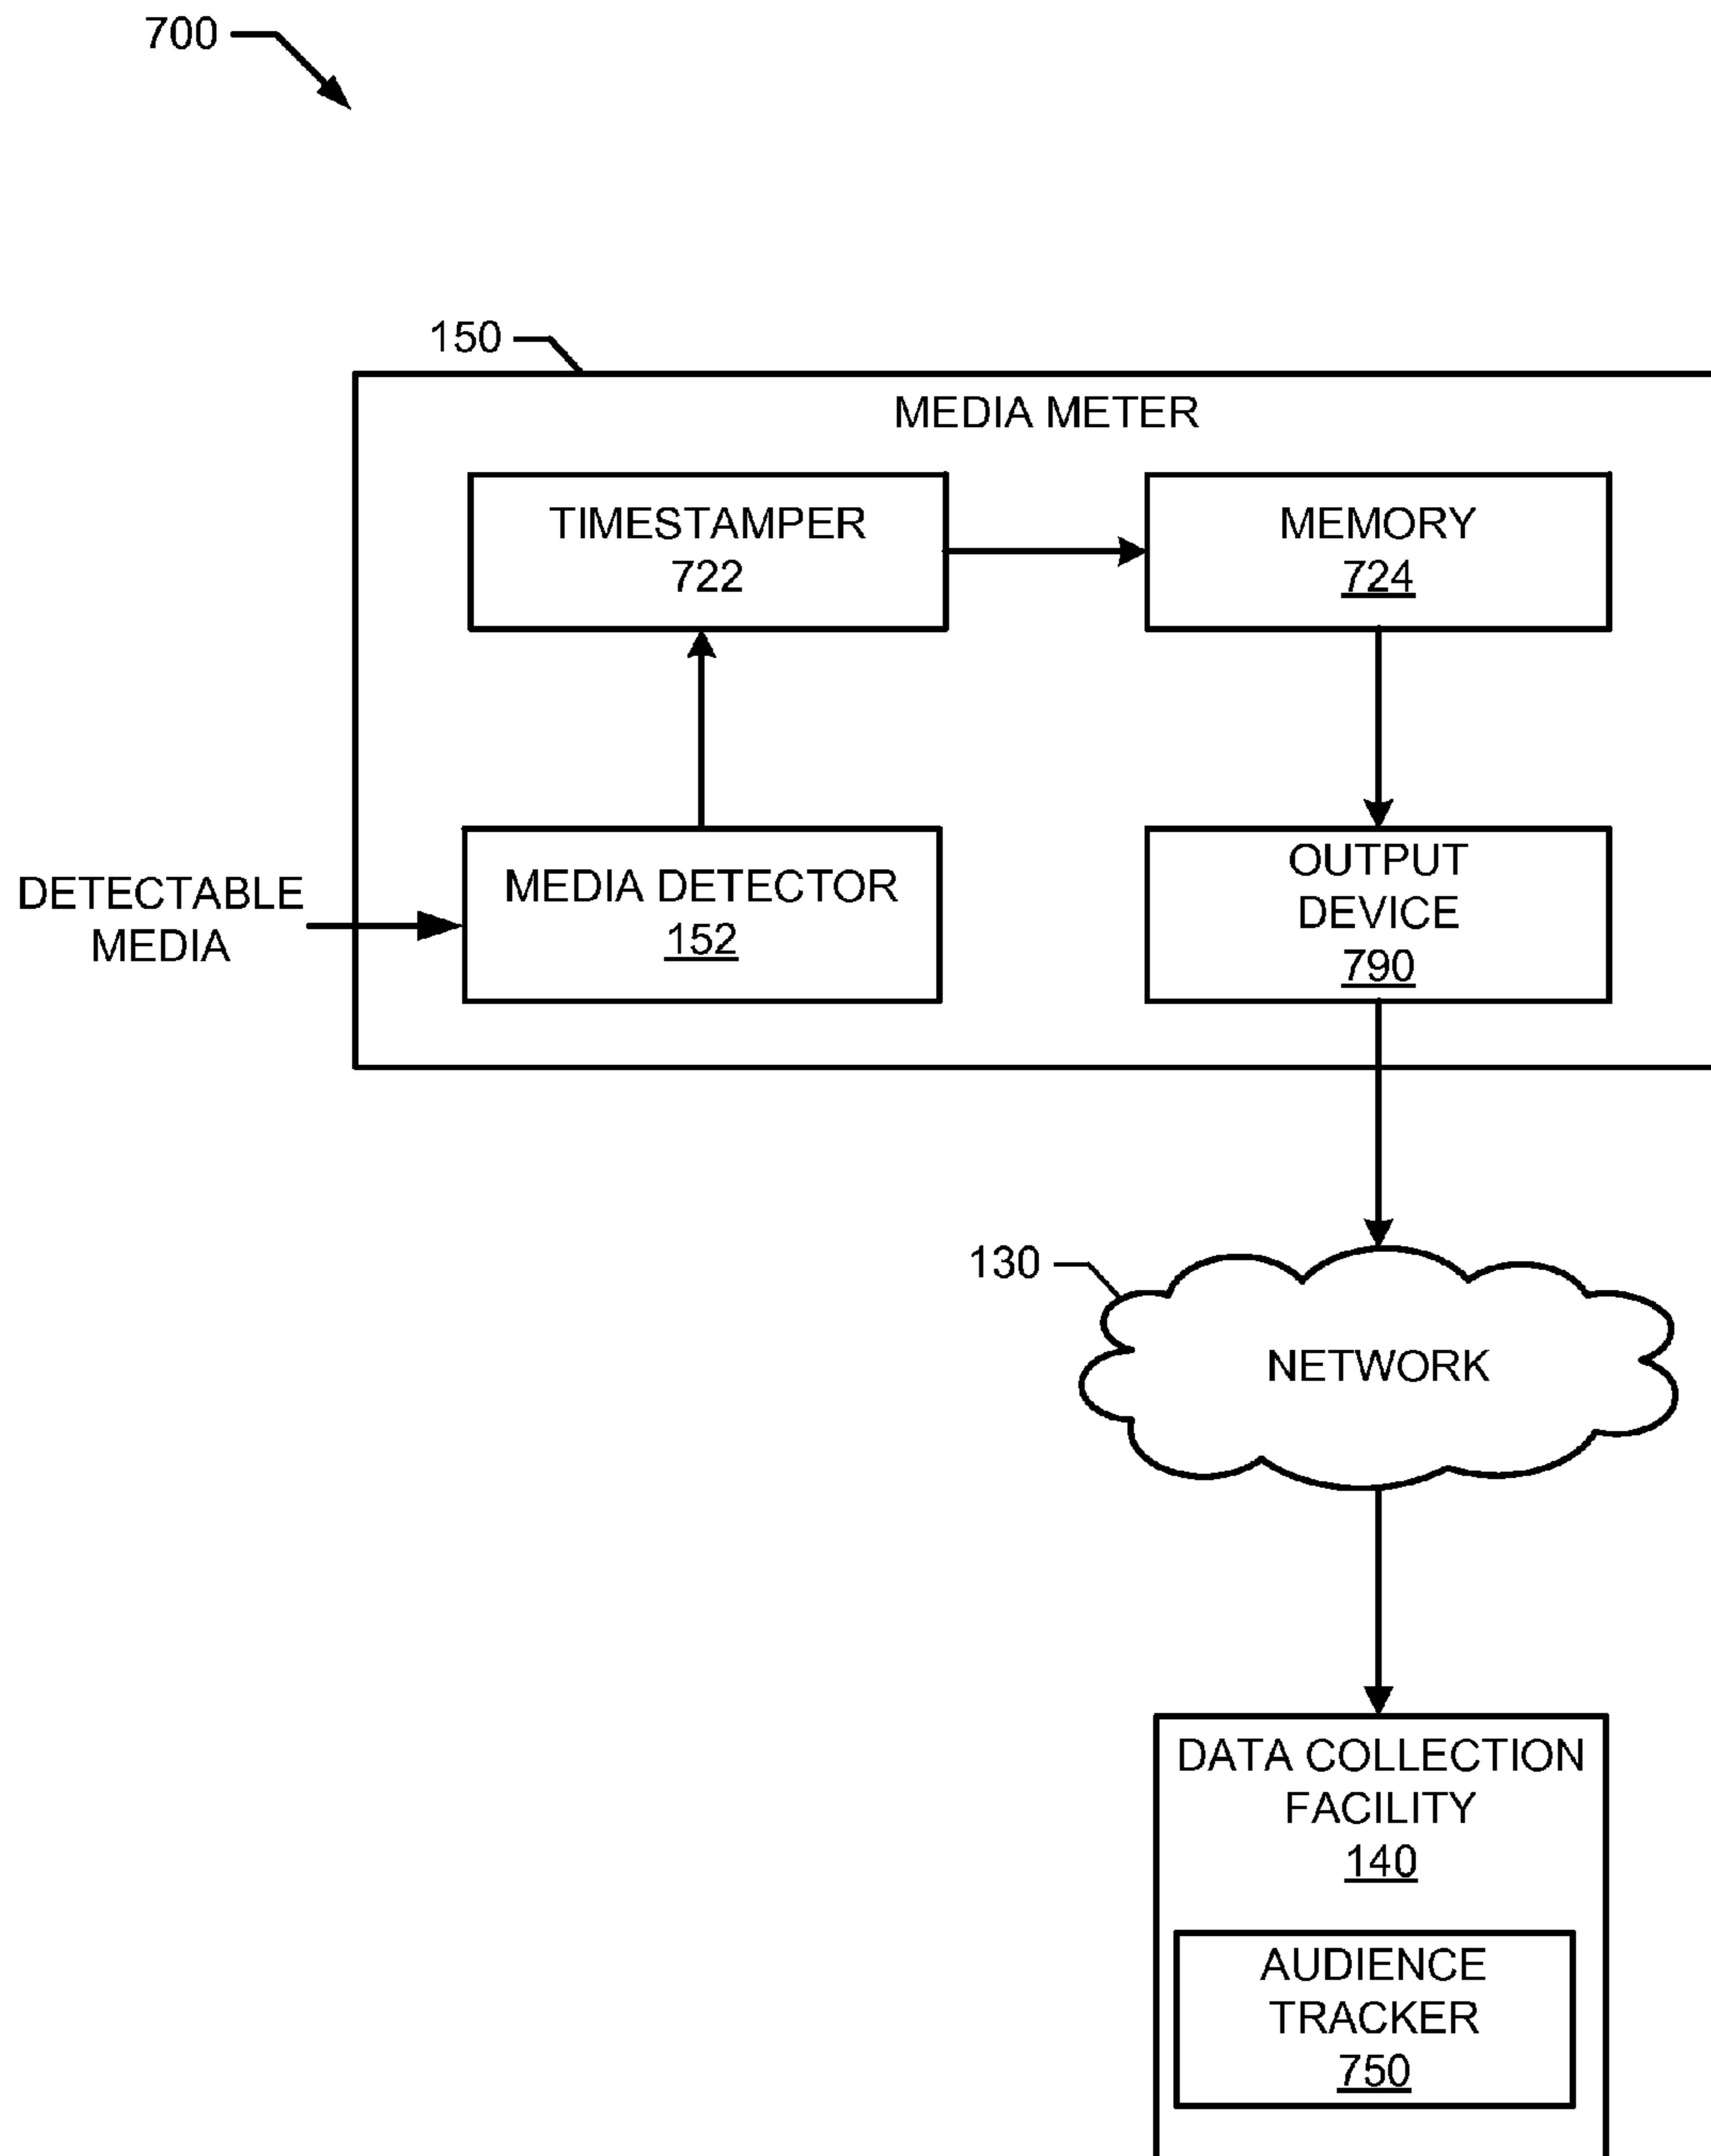 700
150
MEDIA METER
TIMESTAMPER
722
MEMORY
724
DETECTABLE
MEDIA
MEDIA DETECTOR
152
OUTPUT
DEVICE
790
130
NETWORK
DATA COLLECTION
FACILITY
140
AUDIENCE
TRACKER
750